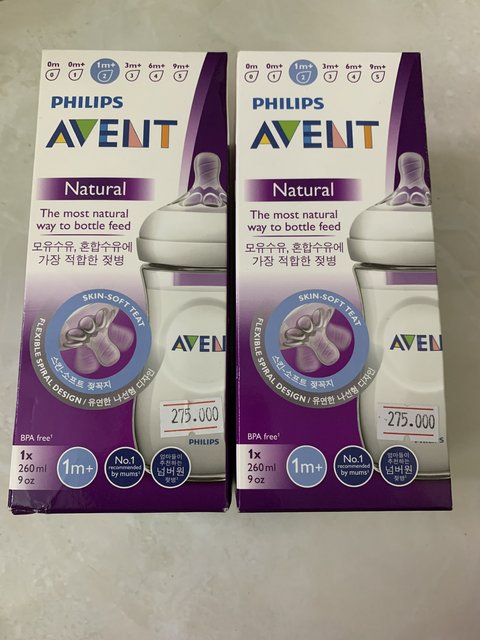 0m 0m+ 1m+ 3m+ 6m+ 9m+
0 1 2 3 4 5
PHILIPS
AVENT
Natural
The most natural
way to bottle feed
모유수유, 혼합수유에
가장 적합한 젖병
SKIN-SOFT TEAT
FLEXIBLE SPIRAL DESIGN / 유연한 나선형 디자인
스킨-소프트 젖꼭지
AVEN
275.000
PHILIPS
BPA free¹
1x
260 ml
9 oz
1m+
No.1
recommended
by mums²
엄마들이
추천하는
넘버원
젖병²
0m 0m+ 1m+ 3m+ 6m+ 9m+
0 1 2 3 4 5
PHILIPS
AVENT
Natural
The most natural
way to bottle feed
모유수유, 혼합수유에
가장 적합한 젖병
SKIN-SOFT TEAT
FLEXIBLE SPIRAL DESIGN / 유연한 나선형 디자인
스킨-소프트 젖꼭지
AVEN
275.000
BPA free¹
1x
260 ml
9 oz
1m+
No.1
recommended
by mums²
엄마들이
추천하는
넘버원
젖병²